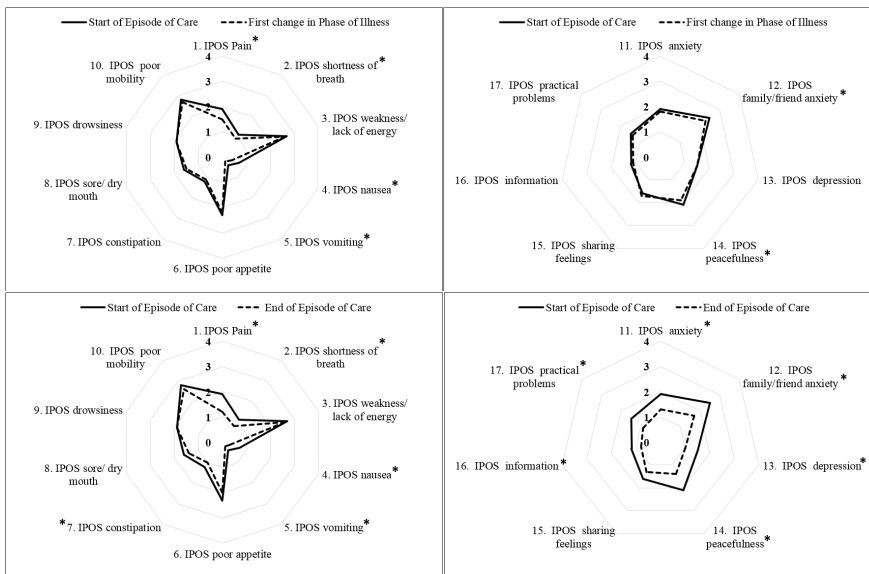 Start of Episode of Care First change in Phase of Illness
1. IPOS Pain*
2. IPOS shortness of *
breath
3. IPOS weakness/
lack of energy
4. IPOS nausea*
5. IPOS vomiting*
6. IPOS poor appetite
7. IPOS constipation
8. IPOS sore/ dry
mouth
9. IPOS drowsiness
10. IPOS poor
mobility
4
3
2
1
0
Start of Episode of Care First change in Phase of Illness
11. IPOS anxiety
12. IPOS
family/friend anxiety*
13. IPOS depression
14. IPOS
peacefulness*
15. IPOS sharing
feelings
16. IPOS information
17. IPOS practical
problems
4
3
2
1
0
Start of Episode of Care End of Episode of Care
1. IPOS Pain*
2. IPOS shortness of *
breath
3. IPOS weakness/
lack of energy
4. IPOS nausea*
5. IPOS vomiting*
6. IPOS poor appetite
*7. IPOS constipation
8. IPOS sore/ dry
mouth
9. IPOS drowsiness
10. IPOS poor
mobility
4
3
2
1
0
Start of Episode of Care End of Episode of Care
11. IPOS anxiety*
12. IPOS
family/friend anxiety*
13. IPOS depression*
14. IPOS
peacefulness*
15. IPOS sharing
feelings
16. IPOS information*
17. IPOS practical*
problems
4
3
2
1
0